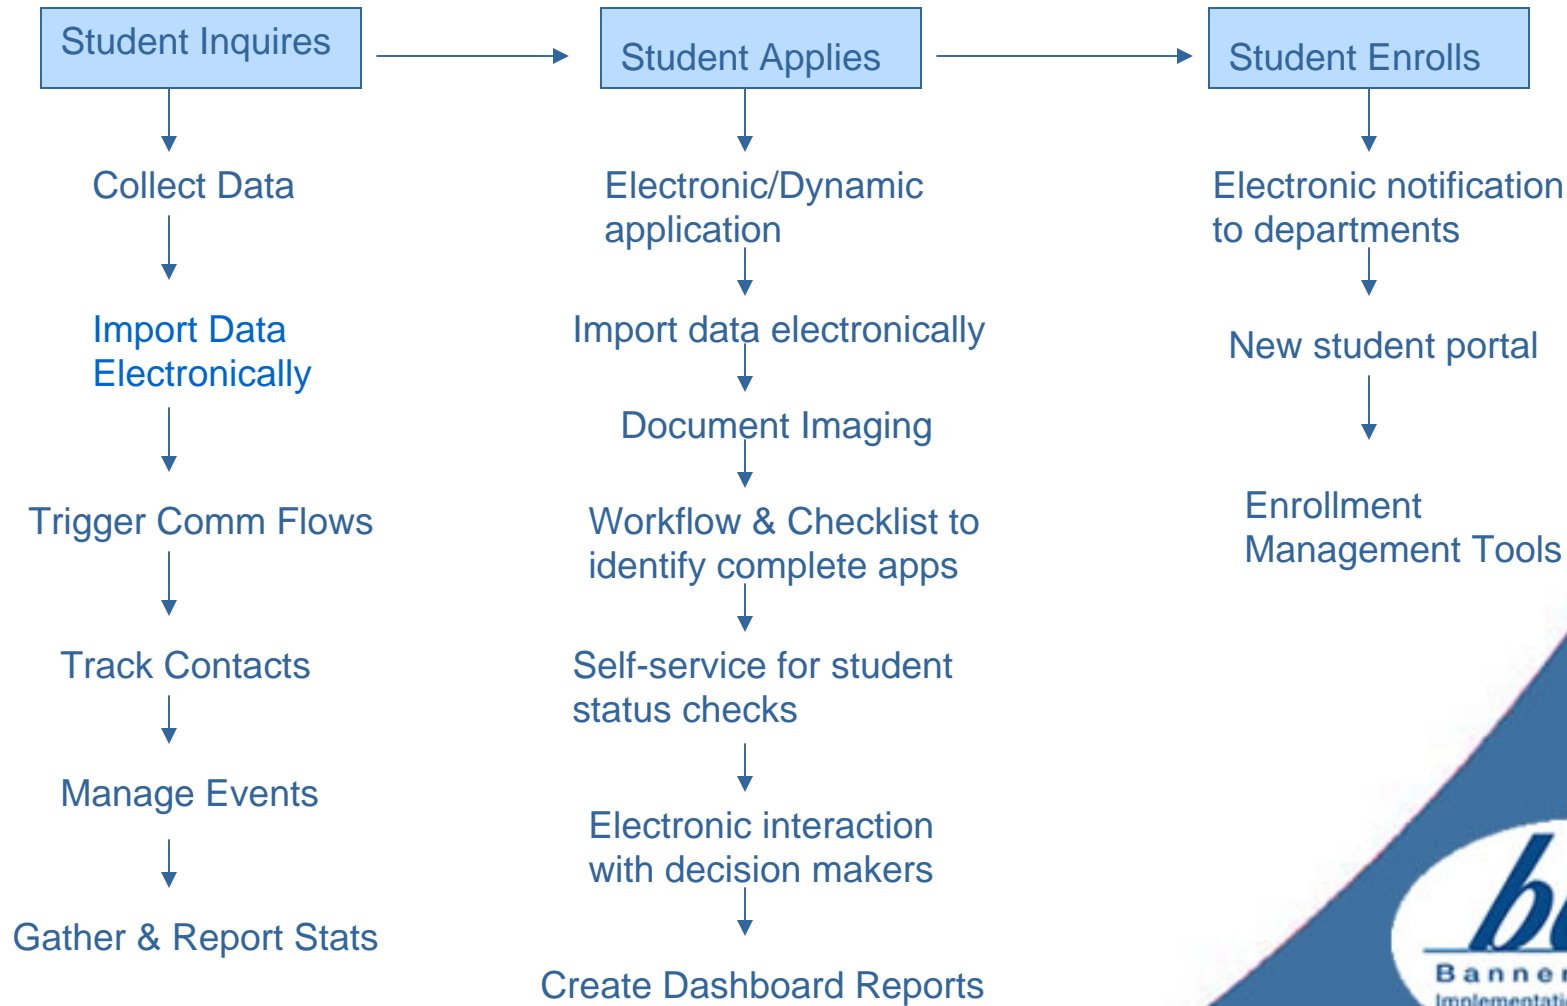 Student Inquires
Student Applies
Student Enrolls
Collect Data
Import Data
Electronically
Trigger Comm Flows
Track Contacts
Manage Events
Gather & Report Stats
Electronic/Dynamic
application
Import data electronically
Document Imaging
Workflow & Checklist to
identify complete apps
Self-service for student
status checks
Electronic interaction
with decision makers
Create Dashboard Reports
Electronic notification
to departments
New student portal
Enrollment
Management Tools
Banner